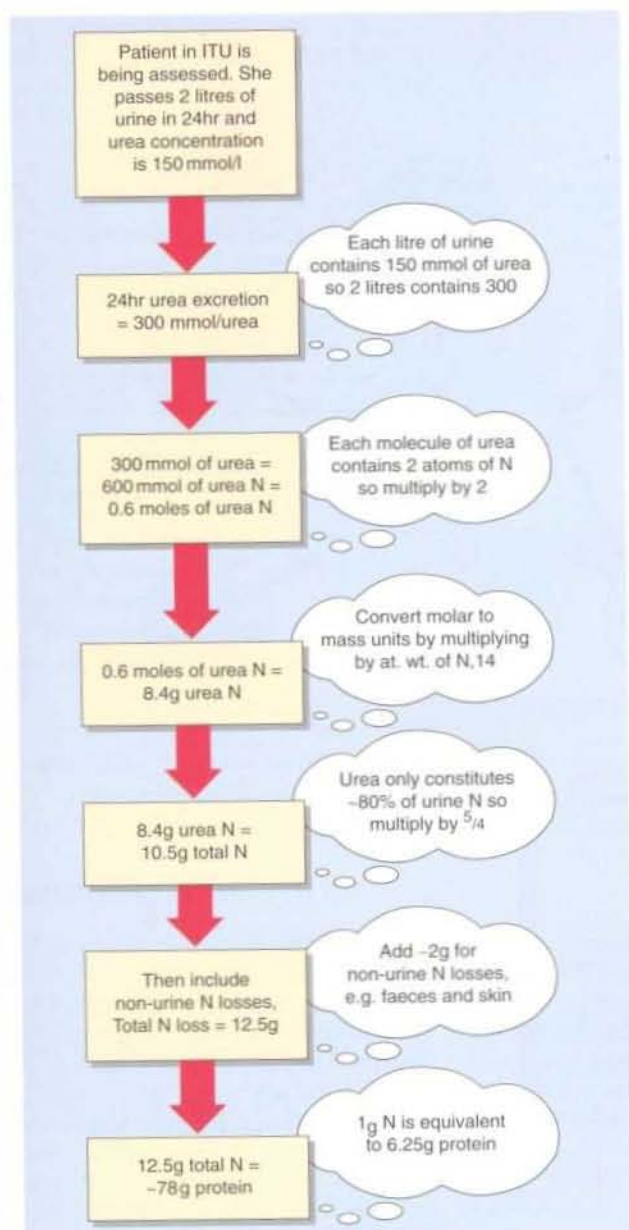 Patient in ITU is
being assessed. She
passes 2 litres of
urine in 24hr and
urea concentration
is 150 mmol/l
Each litre of urine
contains 150 mmol of urea
so 2 litres contains 300
24hr urea excretion
= 300 mmol/urea
Each molecule of urea
contains 2 atoms of N
so multiply by 2
300 mmol of urea =
600 mmol of urea N =
0.6 moles of urea N
Convert molar to
mass units by multiplying
by at. wt. of N,14
0.6 moles of urea N =
8.4g urea N
Urea only constitutes
~80% of urine N so
multiply by 5/4
8.4g urea N =
10.5g total N
Add ~2g for
non-urine N losses,
e.g. faeces and skin
Then include
non-urine N losses,
Total N loss = 12.5g
1g N is equivalent
to 6.25g protein
12.5g total N =
~78g protein